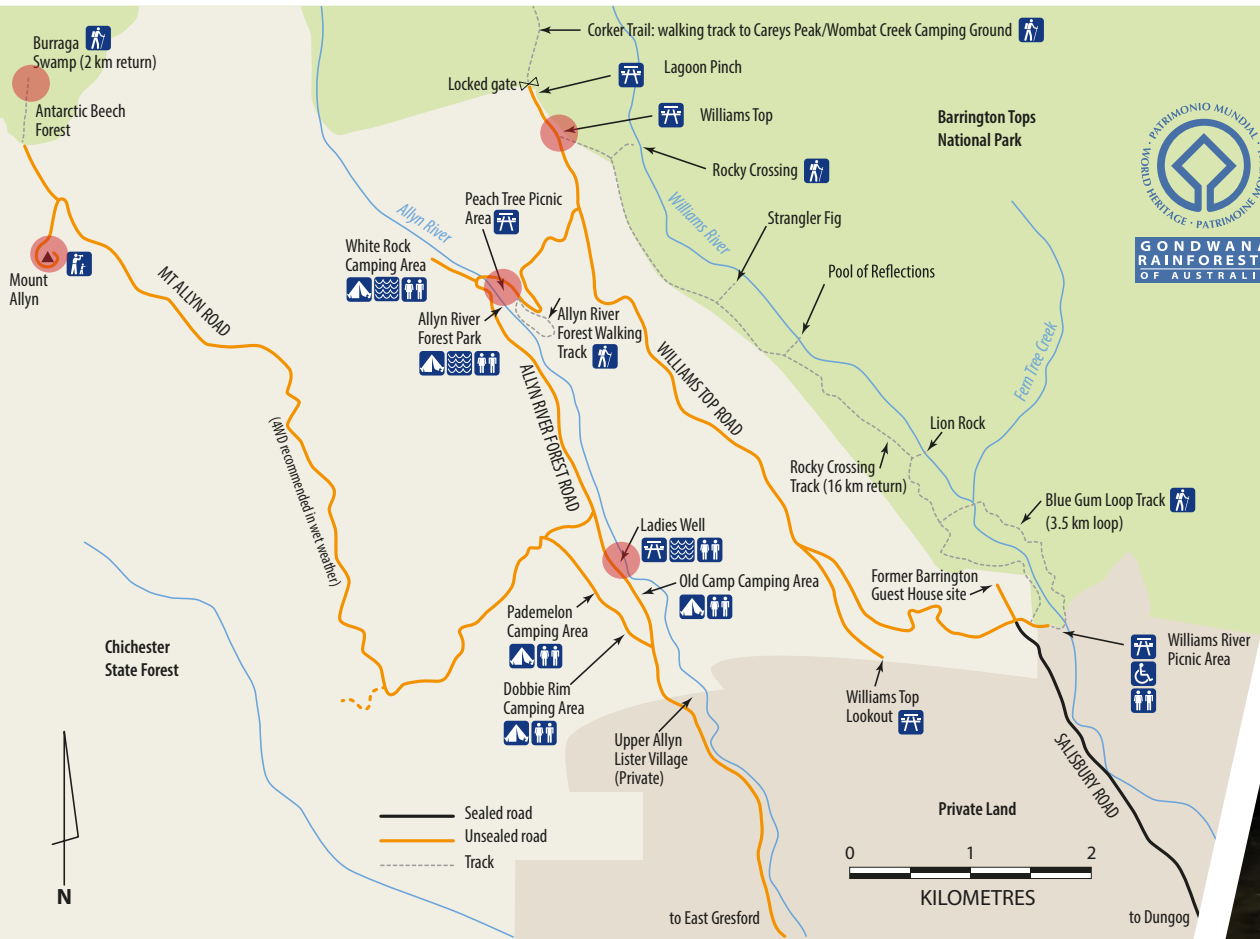 Burraga
Swamp (2 km return)
Antarctic Beech
Forest
Corker Trail: walking track to Careys Peak/Wombat Creek Camping Ground
Locked gate
Lagoon Pinch
Williams Top
Barrington Tops
National Park
PATRIMONIO MUNDIAL
WORLD HERITAGE • PATRIMOINE
GONDWANA
RAINFOREST
OF AUSTRALI
Rocky Crossing
Peach Tree Picnic
Area
Allyn River
Williams River
Strangler Fig
White Rock
Camping Area
Pool of Reflections
Mount
Allyn
MT ALLYN ROAD
Allyn River
Forest Park
Allyn River
Forest Walking
Track
Fern Tree Creek
WILLIAMS TOP ROAD
ALLYN RIVER FOREST ROAD
(4WD recommended in wet weather)
Lion Rock
Rocky Crossing
Track (16 km return)
Blue Gum Loop Track
(3.5 km loop)
Ladies Well
Old Camp Camping Area
Former Barrington
Guest House site
Pademelon
Camping Area
Chichester
State Forest
Williams River
Picnic Area
Dobbie Rim
Camping Area
Williams Top
Lookout
Upper Allyn
Lister Village
(Private)
SALISBURY ROAD
Sealed road
Unsealed road
Track
Private Land
0 1 2
KILOMETRES
N
to East Gresford
to Dungog